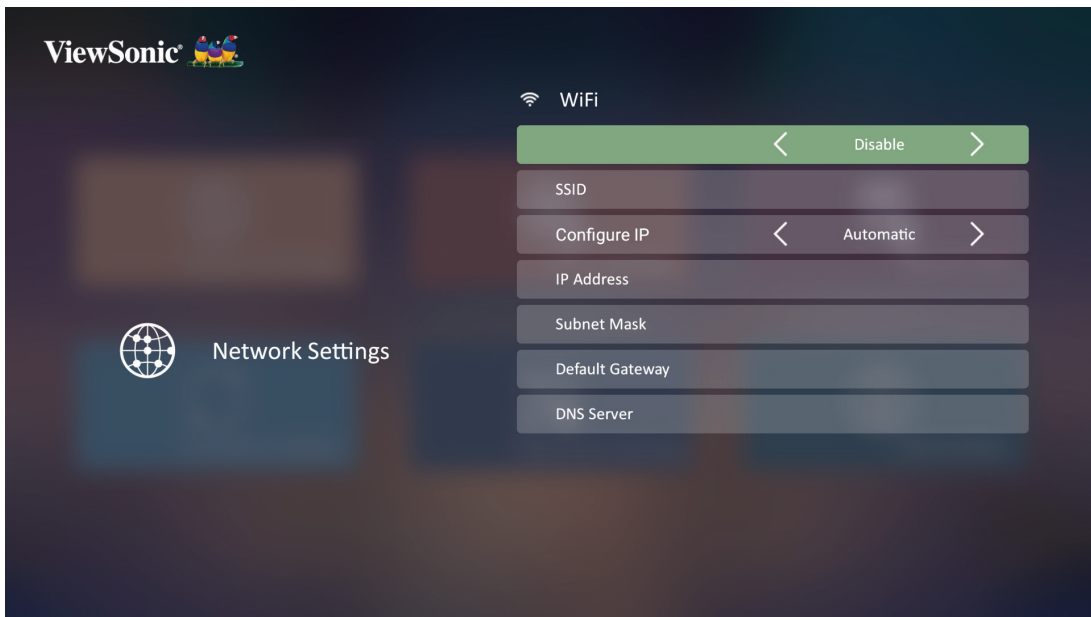 ViewSonic®
WiFi
Disable
SSID
Configure IP Automatic
IP Address
Subnet Mask
Network Settings
Default Gateway
DNS Server